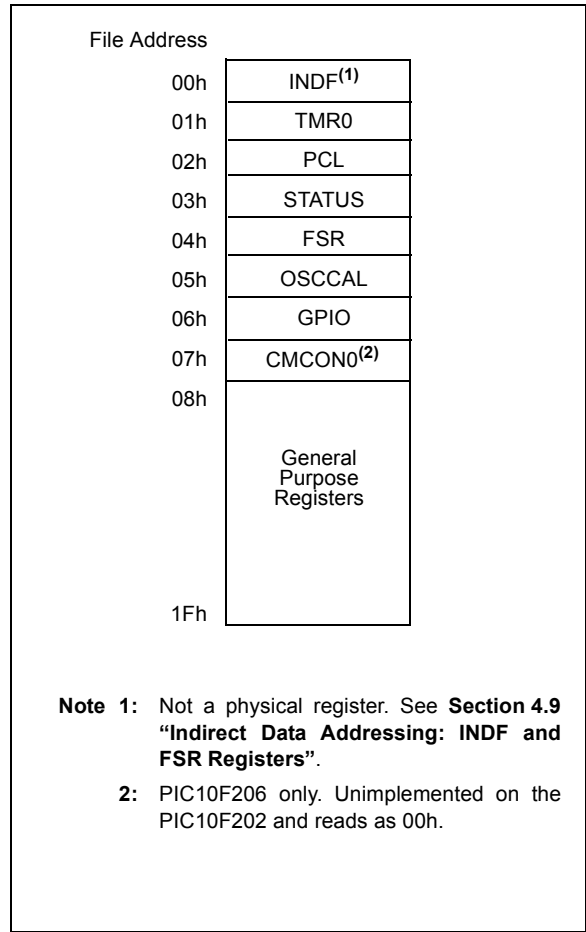 File Address
00h INDF(1)
01h TMR0
02h PCL
03h STATUS
04h FSR
05h OSCCAL
06h GPIO
07h CMCON0(2)
08h
General
Purpose
Registers
1Fh
Note 1: Not a physical register. See Section 4.9
“Indirect Data Addressing: INDF and
FSR Registers”.
2: PIC10F206 only. Unimplemented on the
PIC10F202 and reads as 00h.